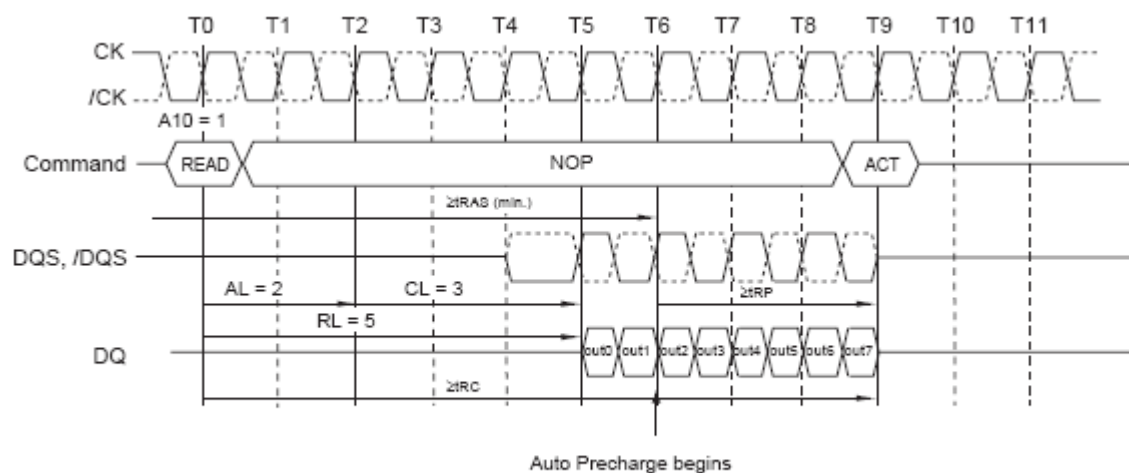 T0 T1 T2 T3 T4 T5 T6 T7 T8 T9 T10 T11
CK
/CK
A10 = 1
Command READ NOP ACT
≥tRAS (min.)
DQS, /DQS
AL = 2 CL = 3 ≥tRP
RL = 5
DQ out0 out1 out2 out3 out4 out5 out6 out7
≥tRC
Auto Precharge begins